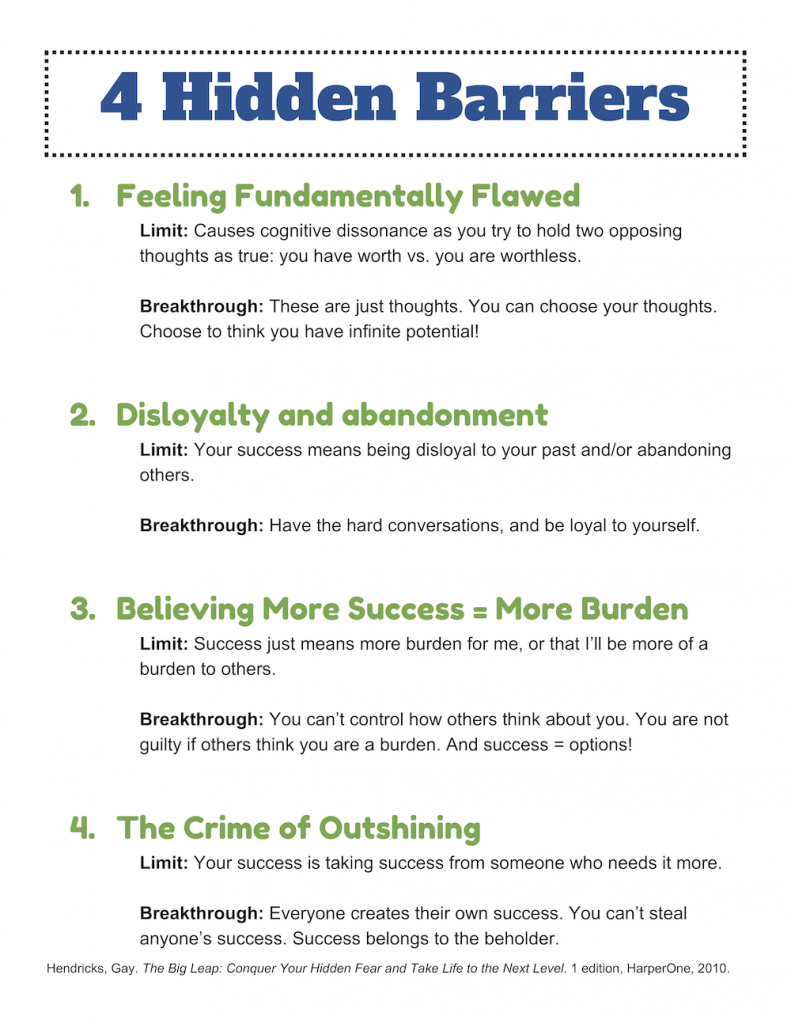 4 Hidden Barriers
1. Feeling Fundamentally Flawed
Limit: Causes cognitive dissonance as you try to hold two opposing
thoughts as true: you have worth vs. you are worthless.
Breakthrough: These are just thoughts. You can choose your thoughts.
Choose to think you have infinite potential!
2. Disloyalty and abandonment
Limit: Your success means being disloyal to your past and/or abandoning
others.
Breakthrough: Have the hard conversations, and be loyal to yourself.
3. Believing More Success = More Burden
Limit: Success just means more burden for me, or that I’ll be more of a
burden to others.
Breakthrough: You can’t control how others think about you. You are not
guilty if others think you are a burden. And success = options!
4. The Crime of Outshining
Limit: Your success is taking success from someone who needs it more.
Breakthrough: Everyone creates their own success. You can’t steal
anyone’s success. Success belongs to the beholder.
Hendricks, Gay. The Big Leap: Conquer Your Hidden Fear and Take Life to the Next Level. 1 edition, HarperOne, 2010.